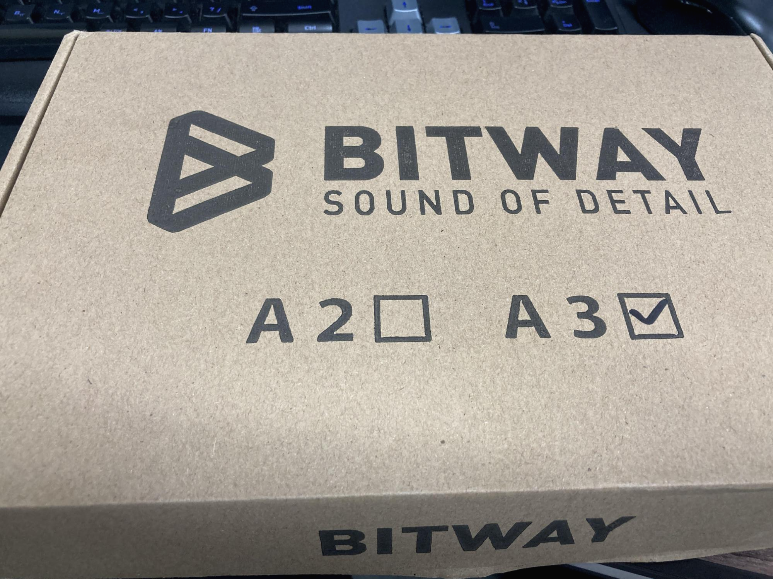 BITWAY
SOUND OF DETAIL
A2 A3
BITWAY